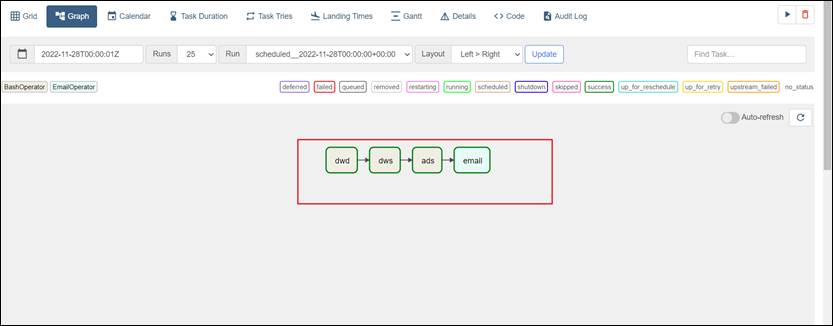 Grid Graph Calendar Task Duration Task Tries Landing Times Gantt Details Code Audit Log
2022-11-28T00:00:01Z Runs 25 Run scheduled__2022-11-28T00:00:00+00:00 Layout Left > Right Update Find Task...
BashOperator EmailOperator deferred failed queued removed restarting running scheduled shutdown skipped success up_for_reschedule up_for_retry upstream_failed no_status
Auto-refresh
dwd dws ads email